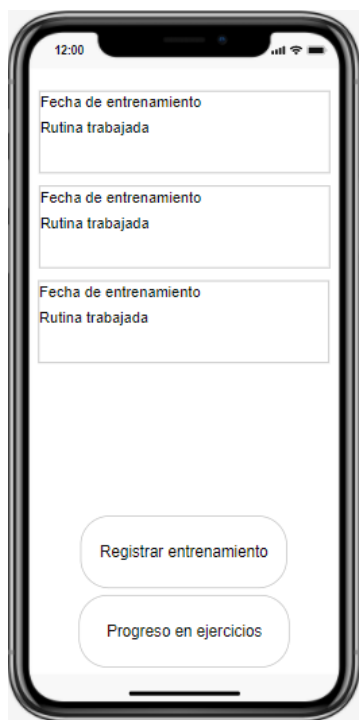 12:00
Fecha de entrenamiento
Rutina trabajada
Fecha de entrenamiento
Rutina trabajada
Fecha de entrenamiento
Rutina trabajada
Registrar entrenamiento
Progreso en ejercicios